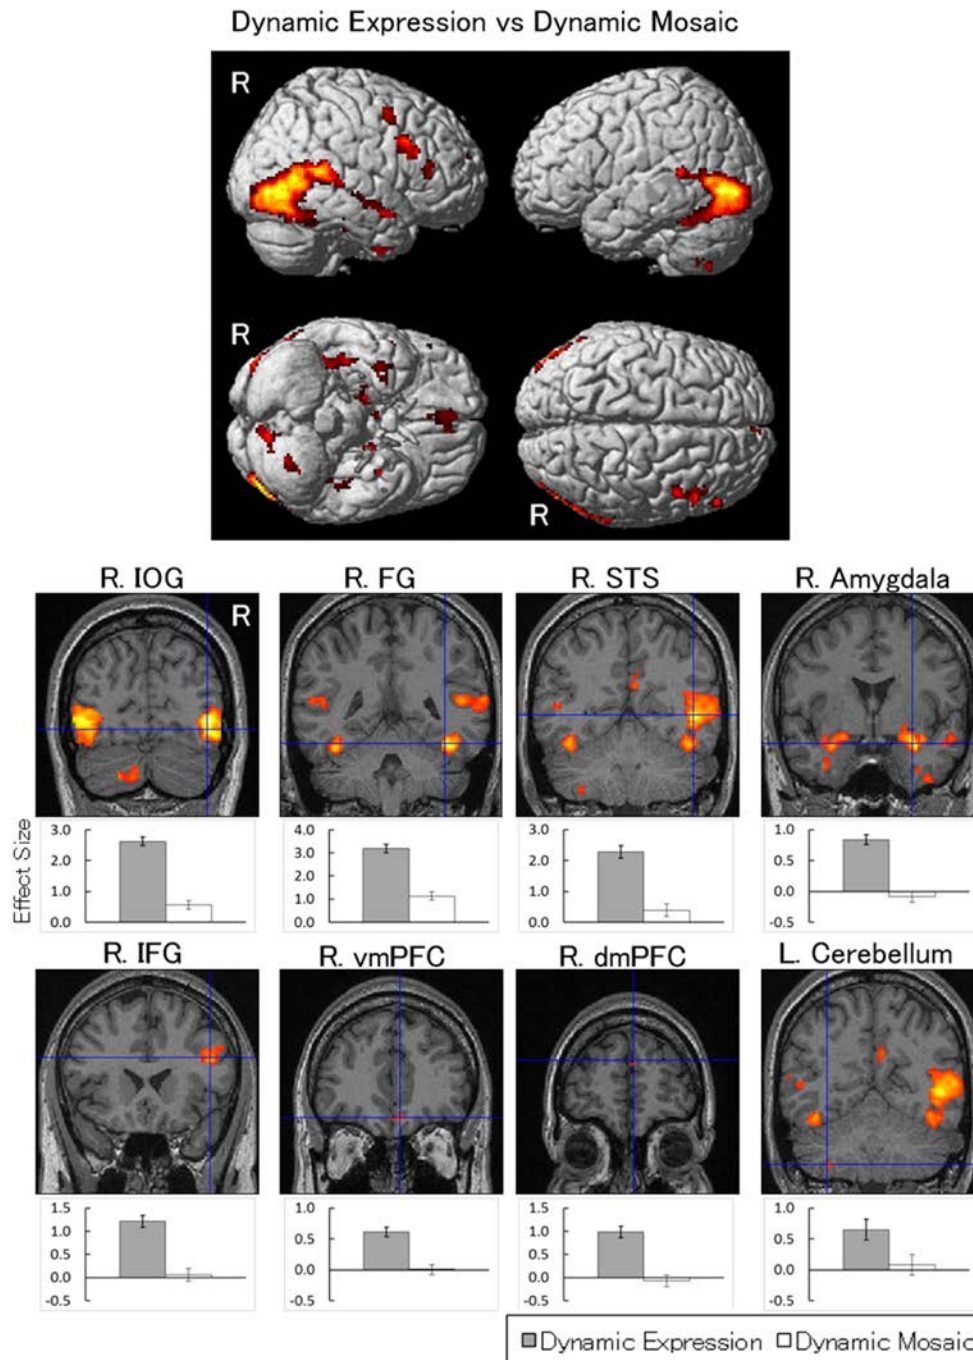 Dynamic Expression vs Dynamic Mosaic
R
R
R
R. IOG R. FG R. STS R. Amygdala
R
Effect Size
3.0 4.0 3.0 1.0
2.0 3.0 2.0 0.5
1.0 2.0 1.0 0.0
0.0 1.0 0.0 -0.5
0.0
R. IFG R. vmPFC R. dmPFC L. Cerebellum
1.5 1.0 1.5 1.0
1.0 0.5 1.0 0.5
0.5 0.0 0.5 0.0
0.0 -0.5 0.0 -0.5
-0.5 -0.5
Dynamic Expression Dynamic Mosaic